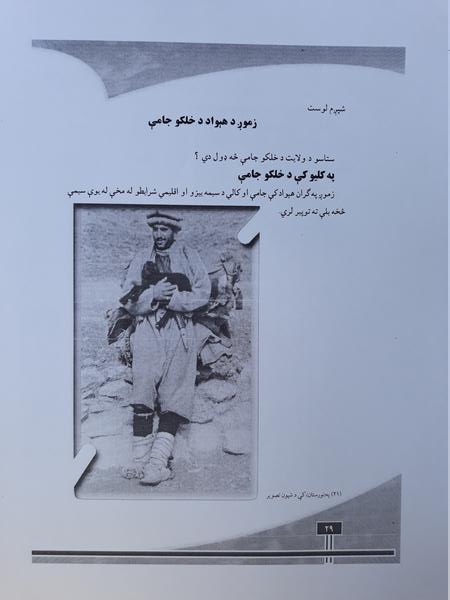 شپږم لوست
زموږ د هېواد د خلکو جامې
ستاسو د ولایت د خلکو جامې څه ډول دي ؟
په کلیو کې د خلکو جامې
زموږ په ګران هېواد کې جامې او کالي د سیمه ییزو او اقلیمي شرایطو له مخې له یوې سیمې
څخه بلې ته توپیر لري.
(۲۱) په نورستان کې د شپون تصویر
۲۹